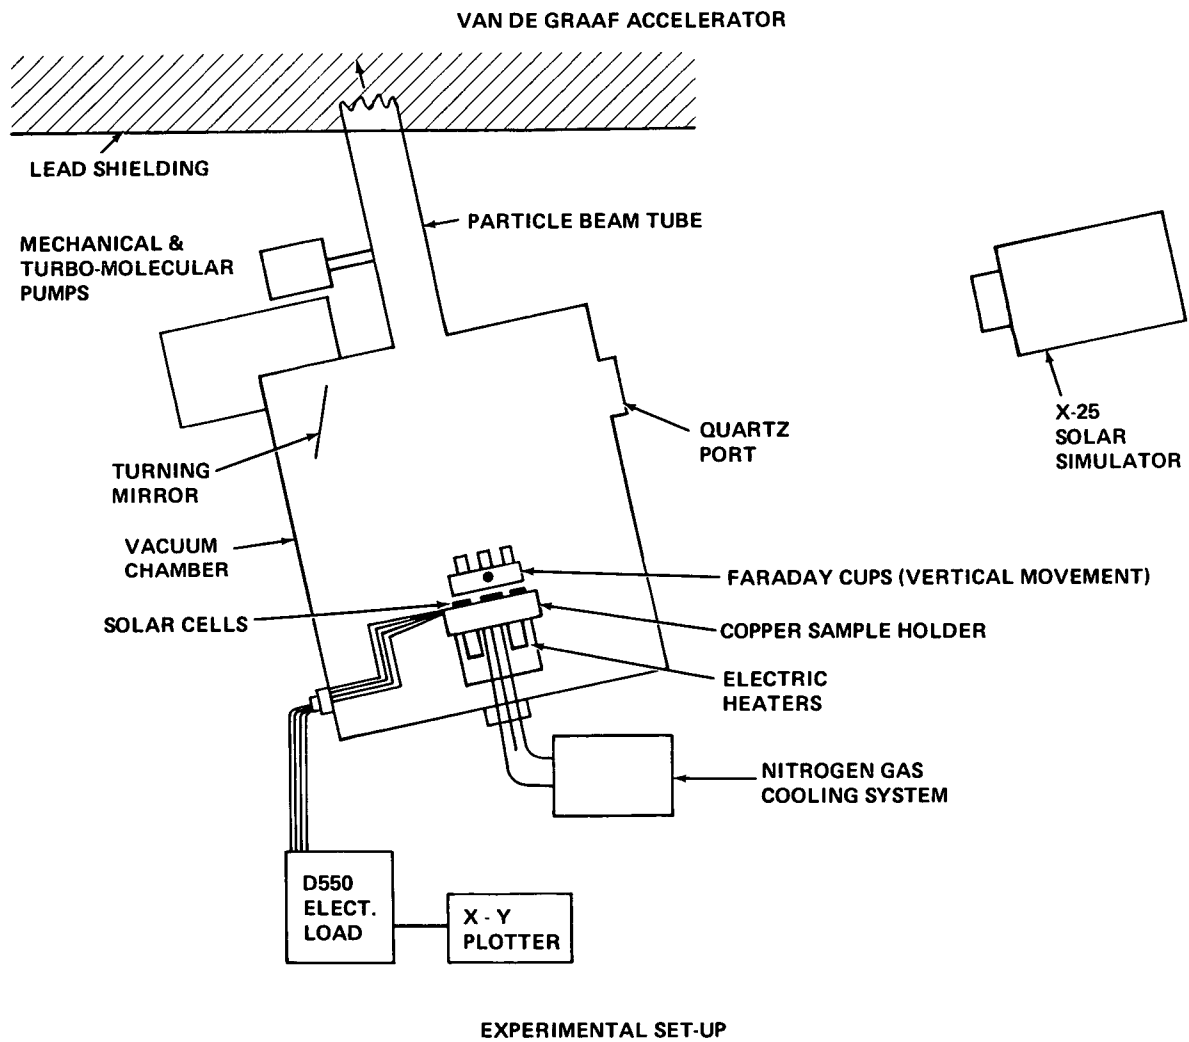 VAN DE GRAAF ACCELERATOR
LEAD SHIELDING
PARTICLE BEAM TUBE
MECHANICAL &
TURBO-MOLECULAR
PUMPS
X-25
SOLAR
SIMULATOR
QUARTZ
PORT
TURNING
MIRROR
VACUUM
CHAMBER
FARADAY CUPS (VERTICAL MOVEMENT)
SOLAR CELLS
COPPER SAMPLE HOLDER
ELECTRIC
HEATERS
NITROGEN GAS
COOLING SYSTEM
D550
ELECT.
LOAD
X - Y
PLOTTER
EXPERIMENTAL SET-UP